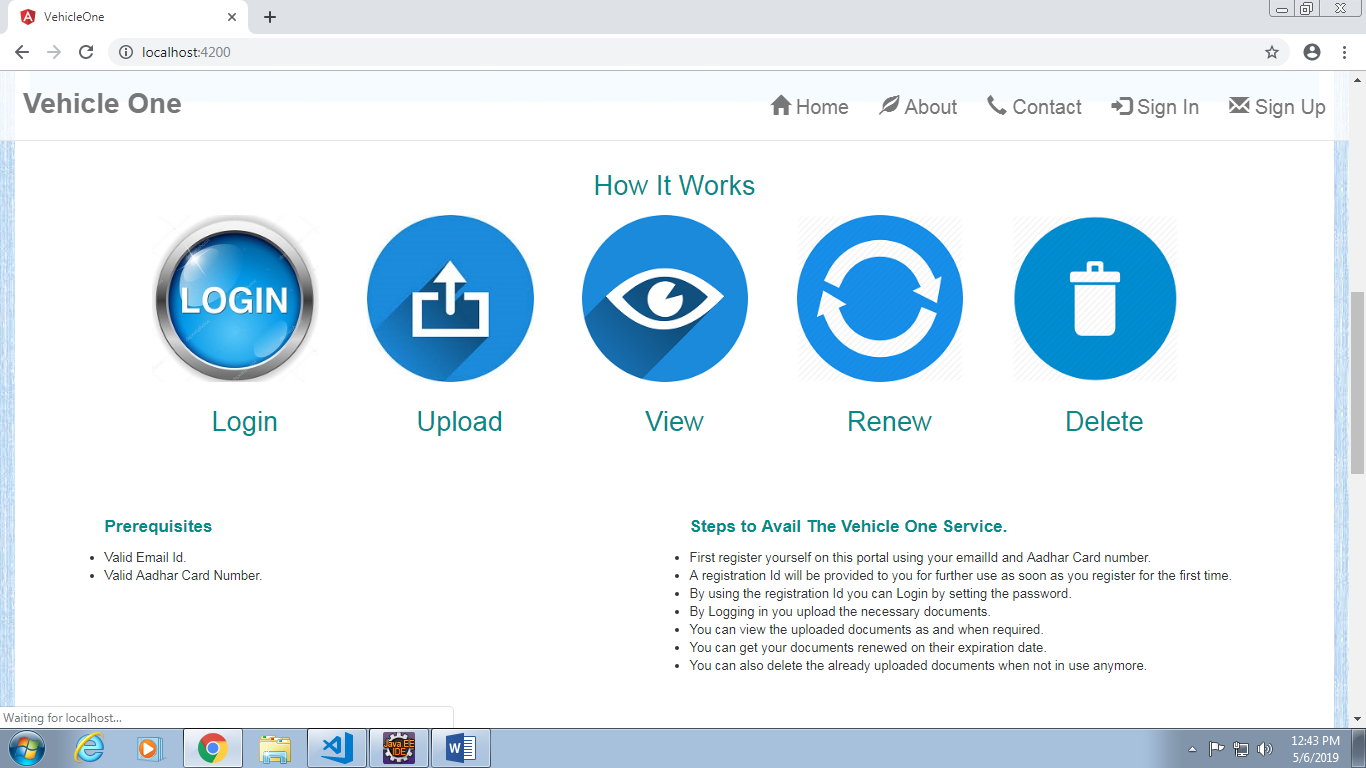 VehicleOne
localhost:4200
Vehicle One
Home About Contact Sign In Sign Up
How It Works
LOGIN
Login Upload View Renew Delete
Prerequisites
Valid Email Id.
Valid Aadhar Card Number.
Steps to Avail The Vehicle One Service.
First register yourself on this portal using your emailId and Aadhar Card number.
A registration Id will be provided to you for further use as soon as you register for the first time.
By using the registration Id you can Login by setting the password.
By Logging in you upload the necessary documents.
You can view the uploaded documents as and when required.
You can get your documents renewed on their expiration date.
You can also delete the already uploaded documents when not in use anymore.
Waiting for localhost...
Java EE
IDE
12:43 PM
5/6/2019